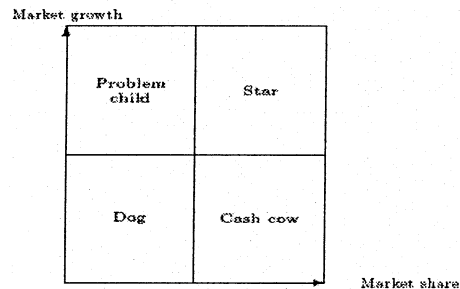 Market growth
Problem
child
Star
Dog
Cash cow
Market share